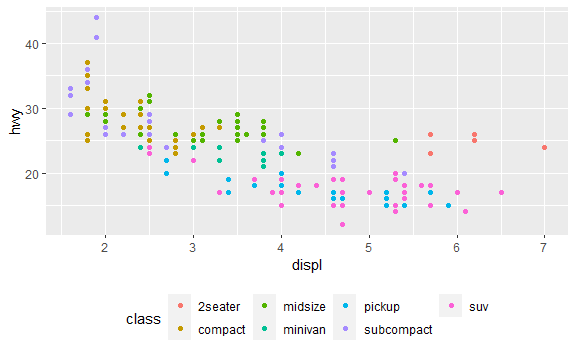 hwy
40
30
20
2 3 4 5 6 7
displ
class
2seater midsize pickup suv
compact minivan subcompact